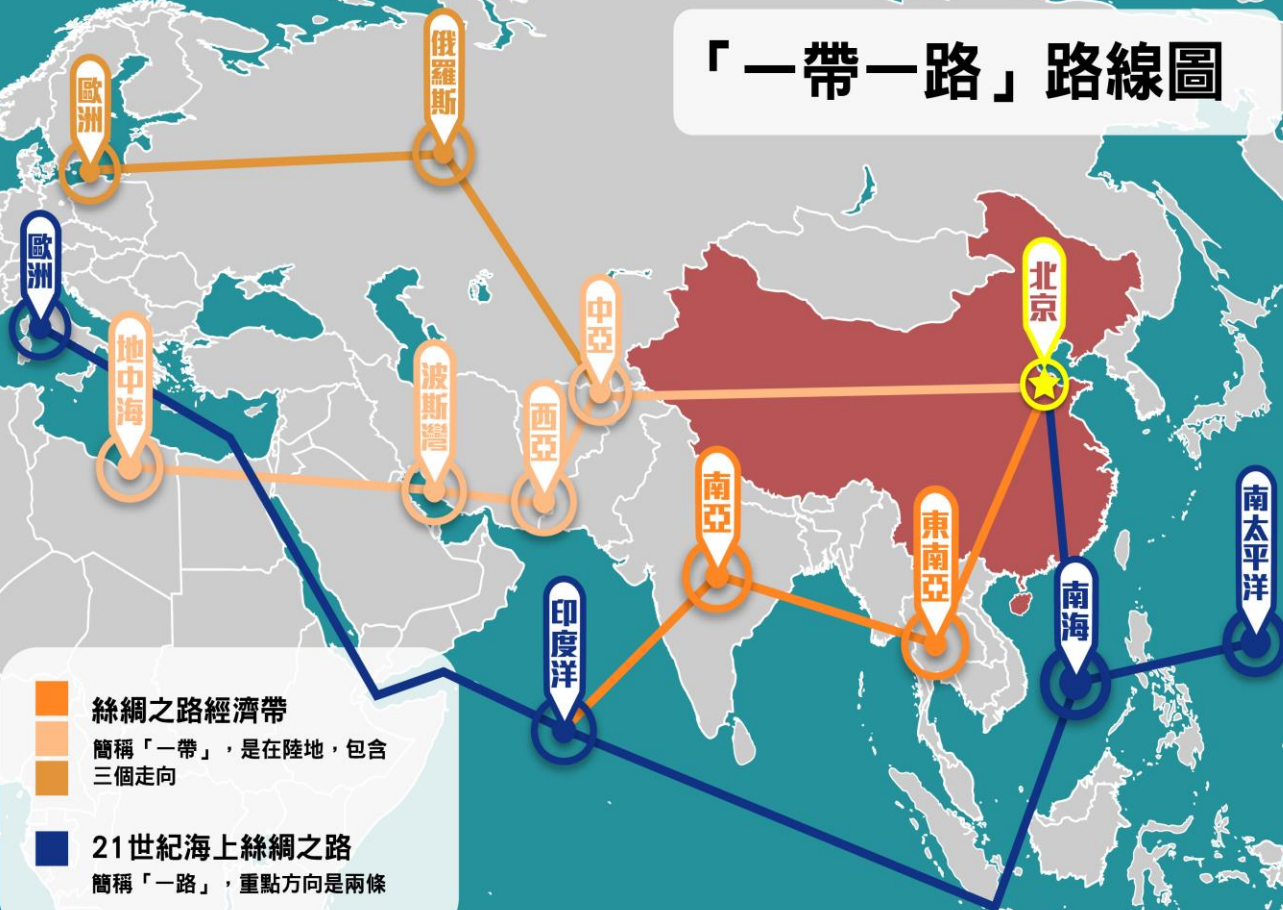 「一帶一路」路線圖
歐洲
俄羅斯
歐洲
地中海
波斯灣
西亞
中亞
北京
南亞
東南亞
印度洋
南海
南太平洋
絲綢之路經濟帶
簡稱「一帶」，是在陸地，包含
三個走向
21世紀海上絲綢之路
簡稱「一路」，重點方向是兩條